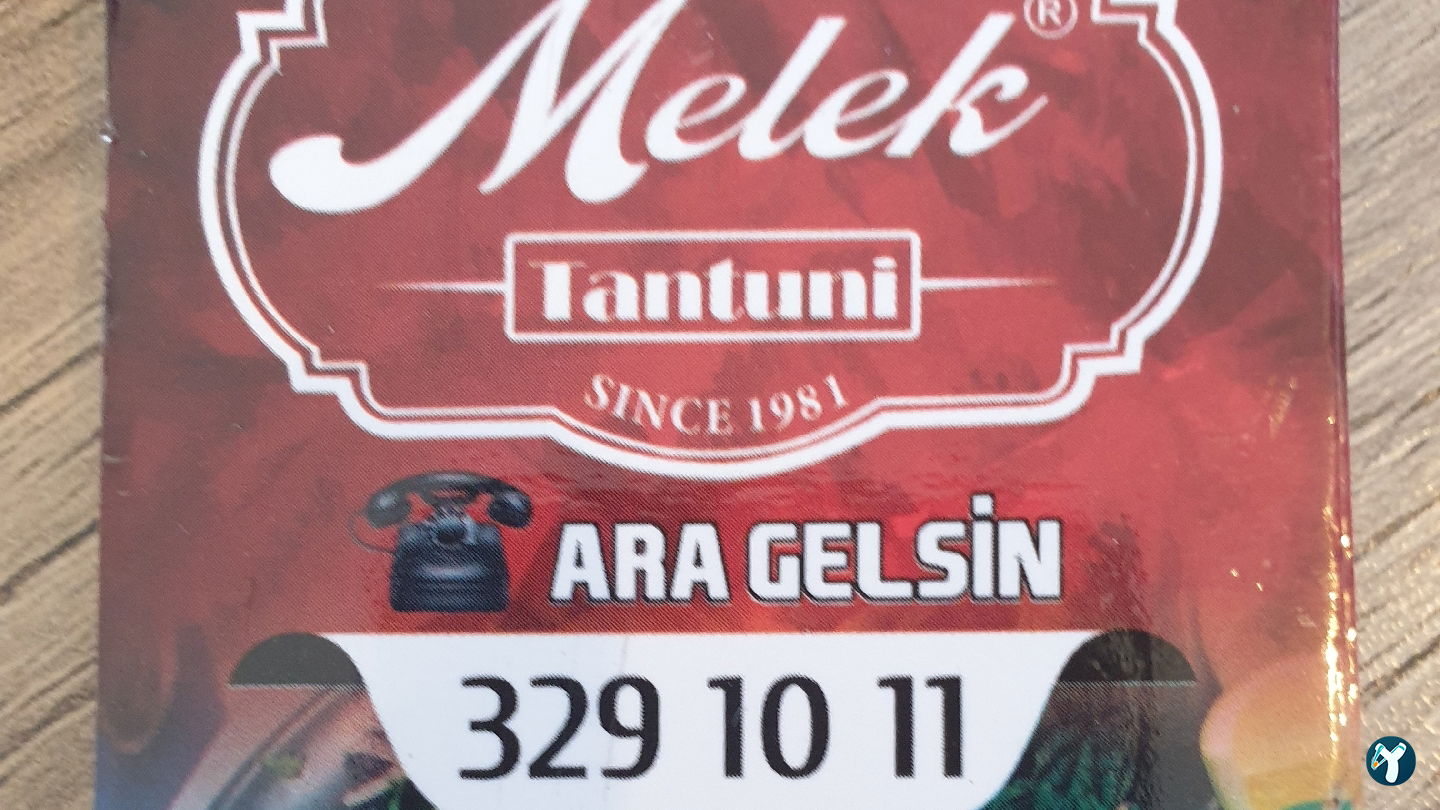 Melek®
Tantuni
SINCE 1981
ARA GELSİN
329 10 11